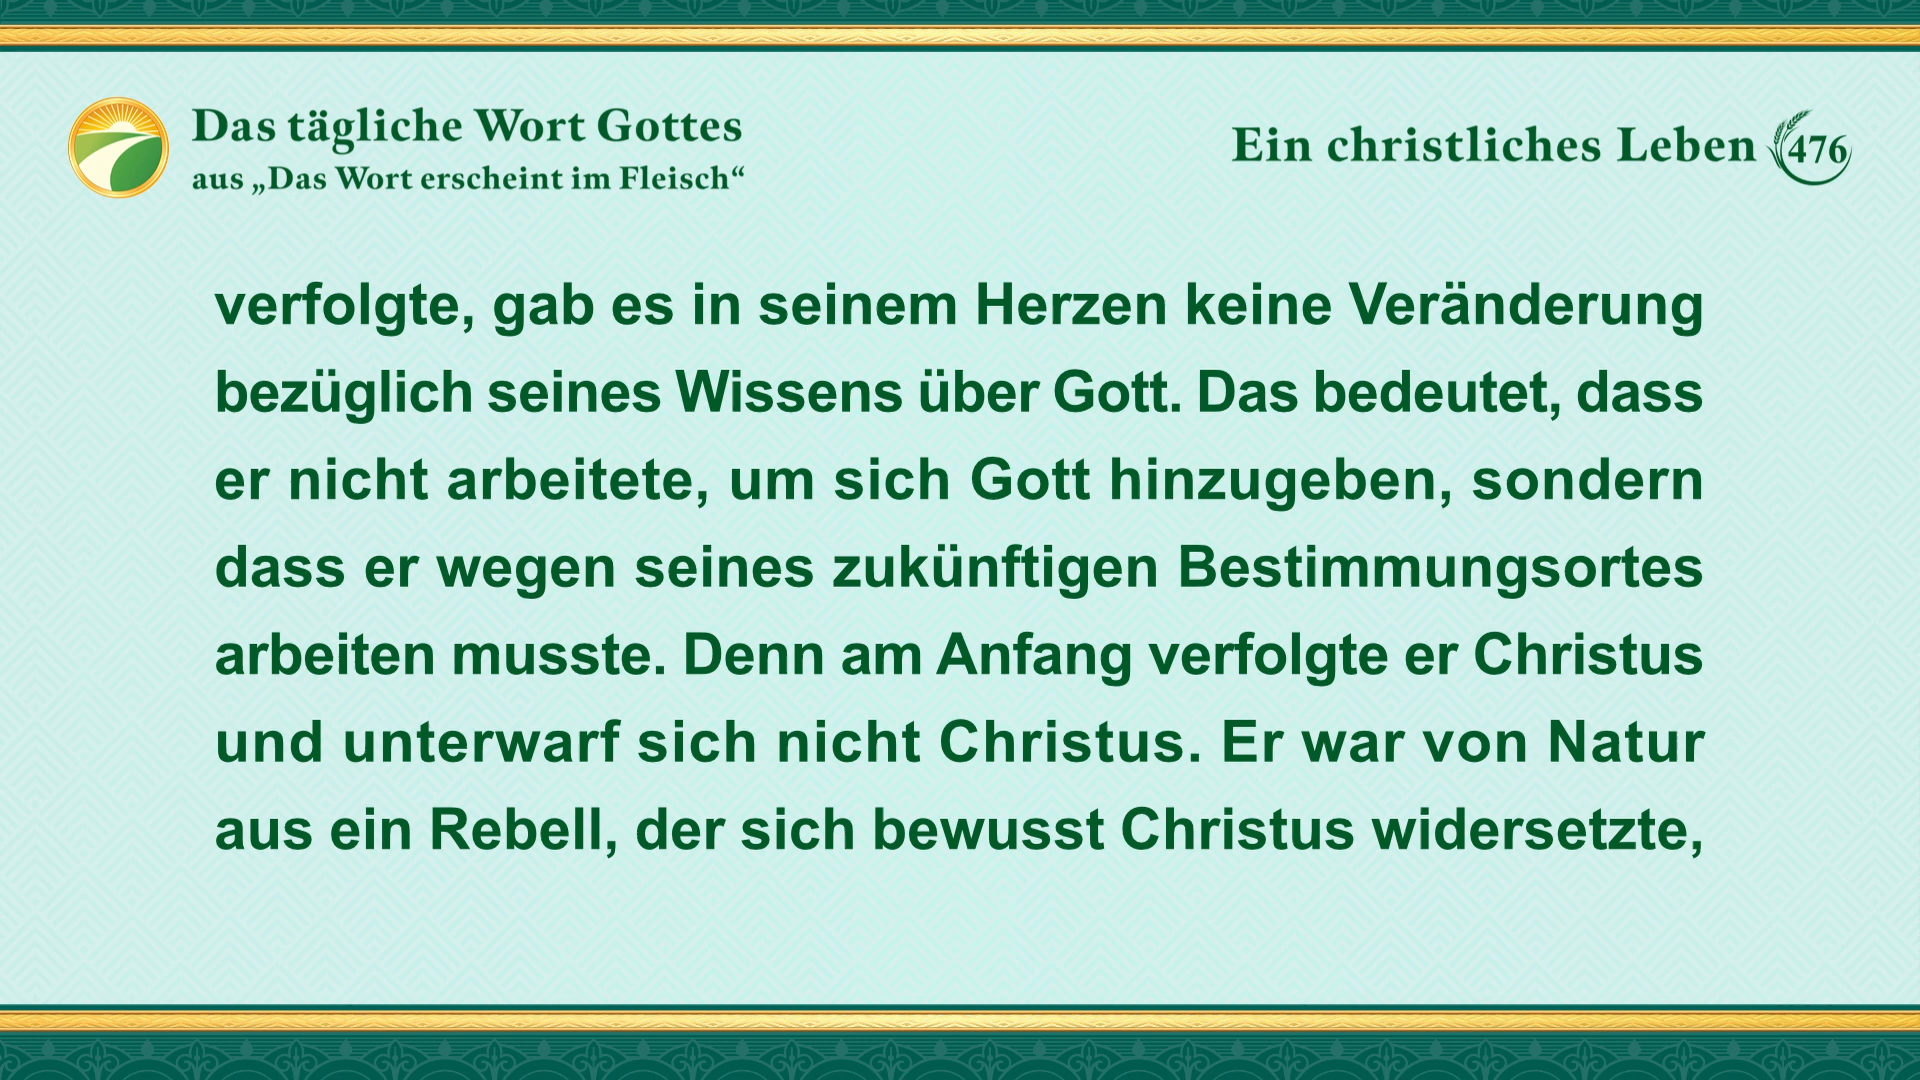 Das tägliche Wort Gottes
aus „Das Wort erscheint im Fleisch“
Ein christliches Leben 476
verfolgte, gab es in seinem Herzen keine Veränderung
bezüglich seines Wissens über Gott. Das bedeutet, dass
er nicht arbeitete, um sich Gott hinzugeben, sondern
dass er wegen seines zukünftigen Bestimmungsortes
arbeiten musste. Denn am Anfang verfolgte er Christus
und unterwarf sich nicht Christus. Er war von Natur
aus ein Rebell, der sich bewusst Christus widersetzte,